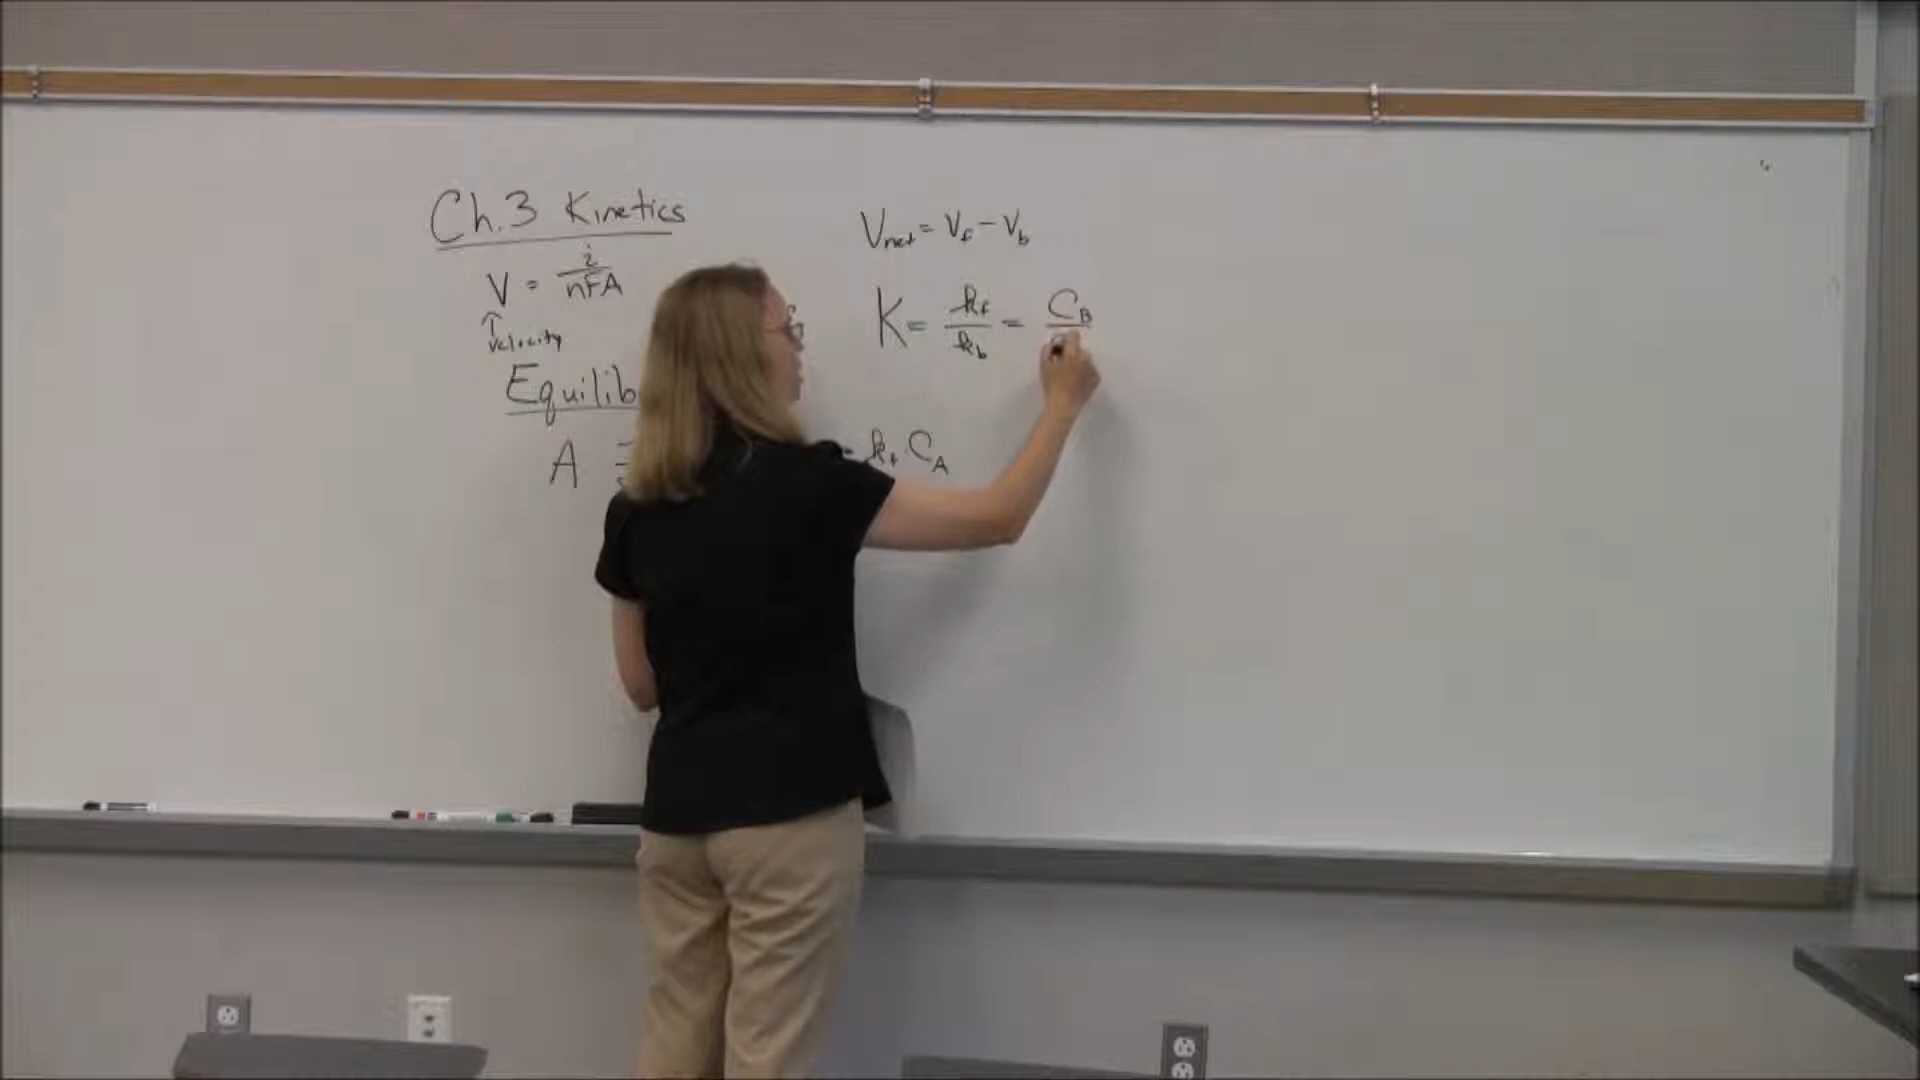 Ch.3 Kinetics
V = i/nFA
↑
velocity
Equilib
A
= k_f C_A
V_net = V_f - V_b
K = k_f/k_b = C_B/